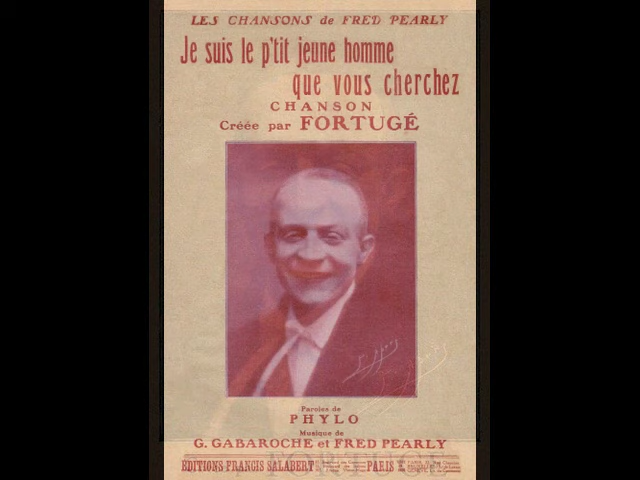 LES CHANSONS de FRED PEARLY
Je suis le p'tit jeune homme
que vous cherchez
CHANSON
Créée par FORTUGÉ
Paroles de
PHYLO
Musique de
G. GABAROCHE et FRED PEARLY
EDITIONS FRANCIS SALABERT PARIS
FORTUGÉ